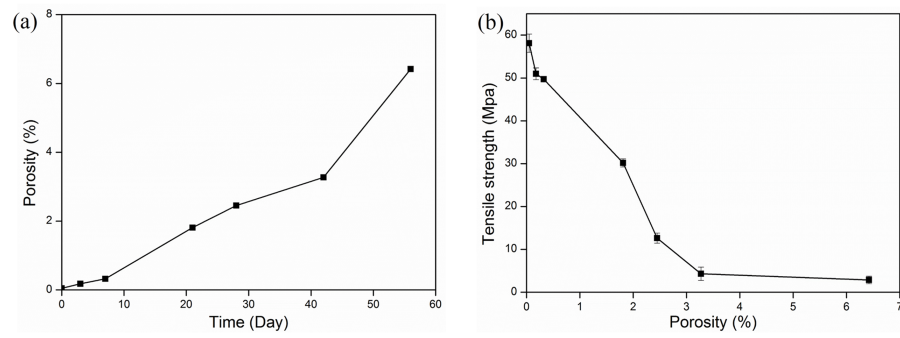 (a)
8
6
4
2
0
Porosity (%)
0 10 20 30 40 50 60
Time (Day)
(b)
60
50
40
30
20
10
0
Tensile strength (Mpa)
0 1 2 3 4 5 6 7
Porosity (%)